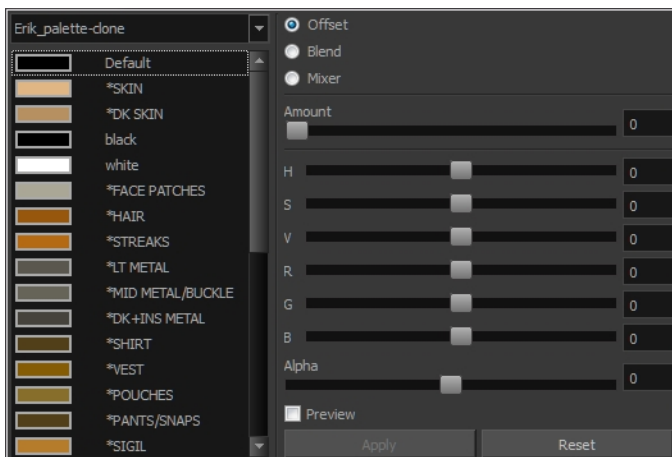 Erik_palette-clone
Default
*SKIN
*DK SKIN
black
white
*FACE PATCHES
*HAIR
*STREAKS
*LT METAL
*MID METAL/BUCKLE
*DK+INS METAL
*SHIRT
*VEST
*POUCHES
*PANTS/SNAPS
*SIGIL
Offset
Blend
Mixer
Amount
0
H 0
S 0
V 0
R 0
G 0
B 0
Alpha
0
Preview
Apply Reset